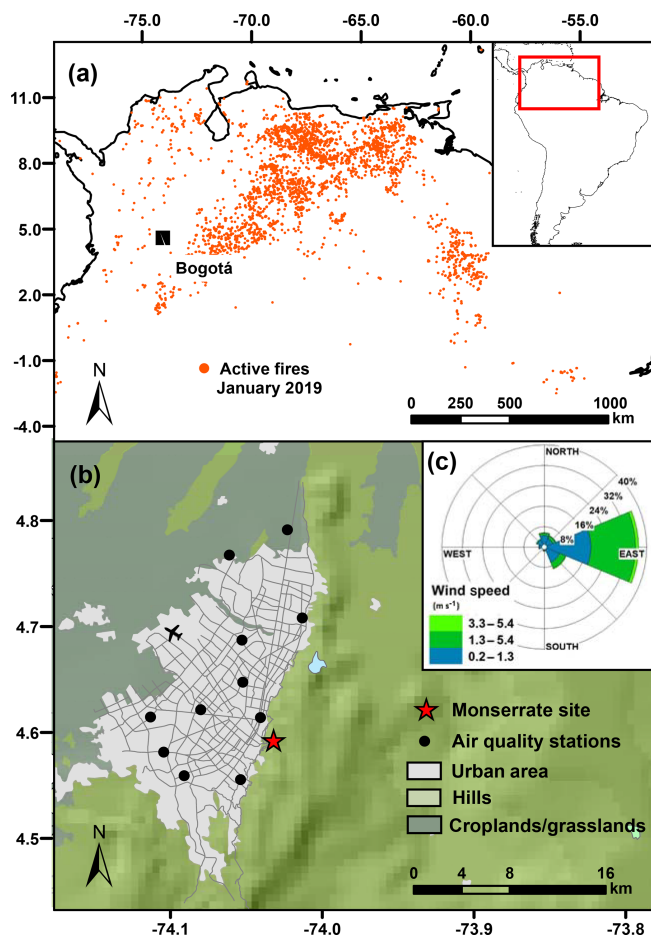 -75.0 -70.0 -65.0 -60.0 -55.0
(a)
11.0
8.0
5.0
2.0
-1.0
-4.0
Bogotá
Active fires
January 2019
N
0 250 500 1000
km
(b)
4.8
4.7
4.6
4.5
(c)
NORTH
40%
32%
24%
16%
8%
WEST
EAST
SOUTH
Wind speed
(m s⁻¹)
3.3 – 5.4
1.3 – 5.4
0.2 – 1.3
Monserrate site
Air quality stations
Urban area
Hills
Croplands/grasslands
N
0 4 8 16
km
-74.1 -74.0 -73.9 -73.8